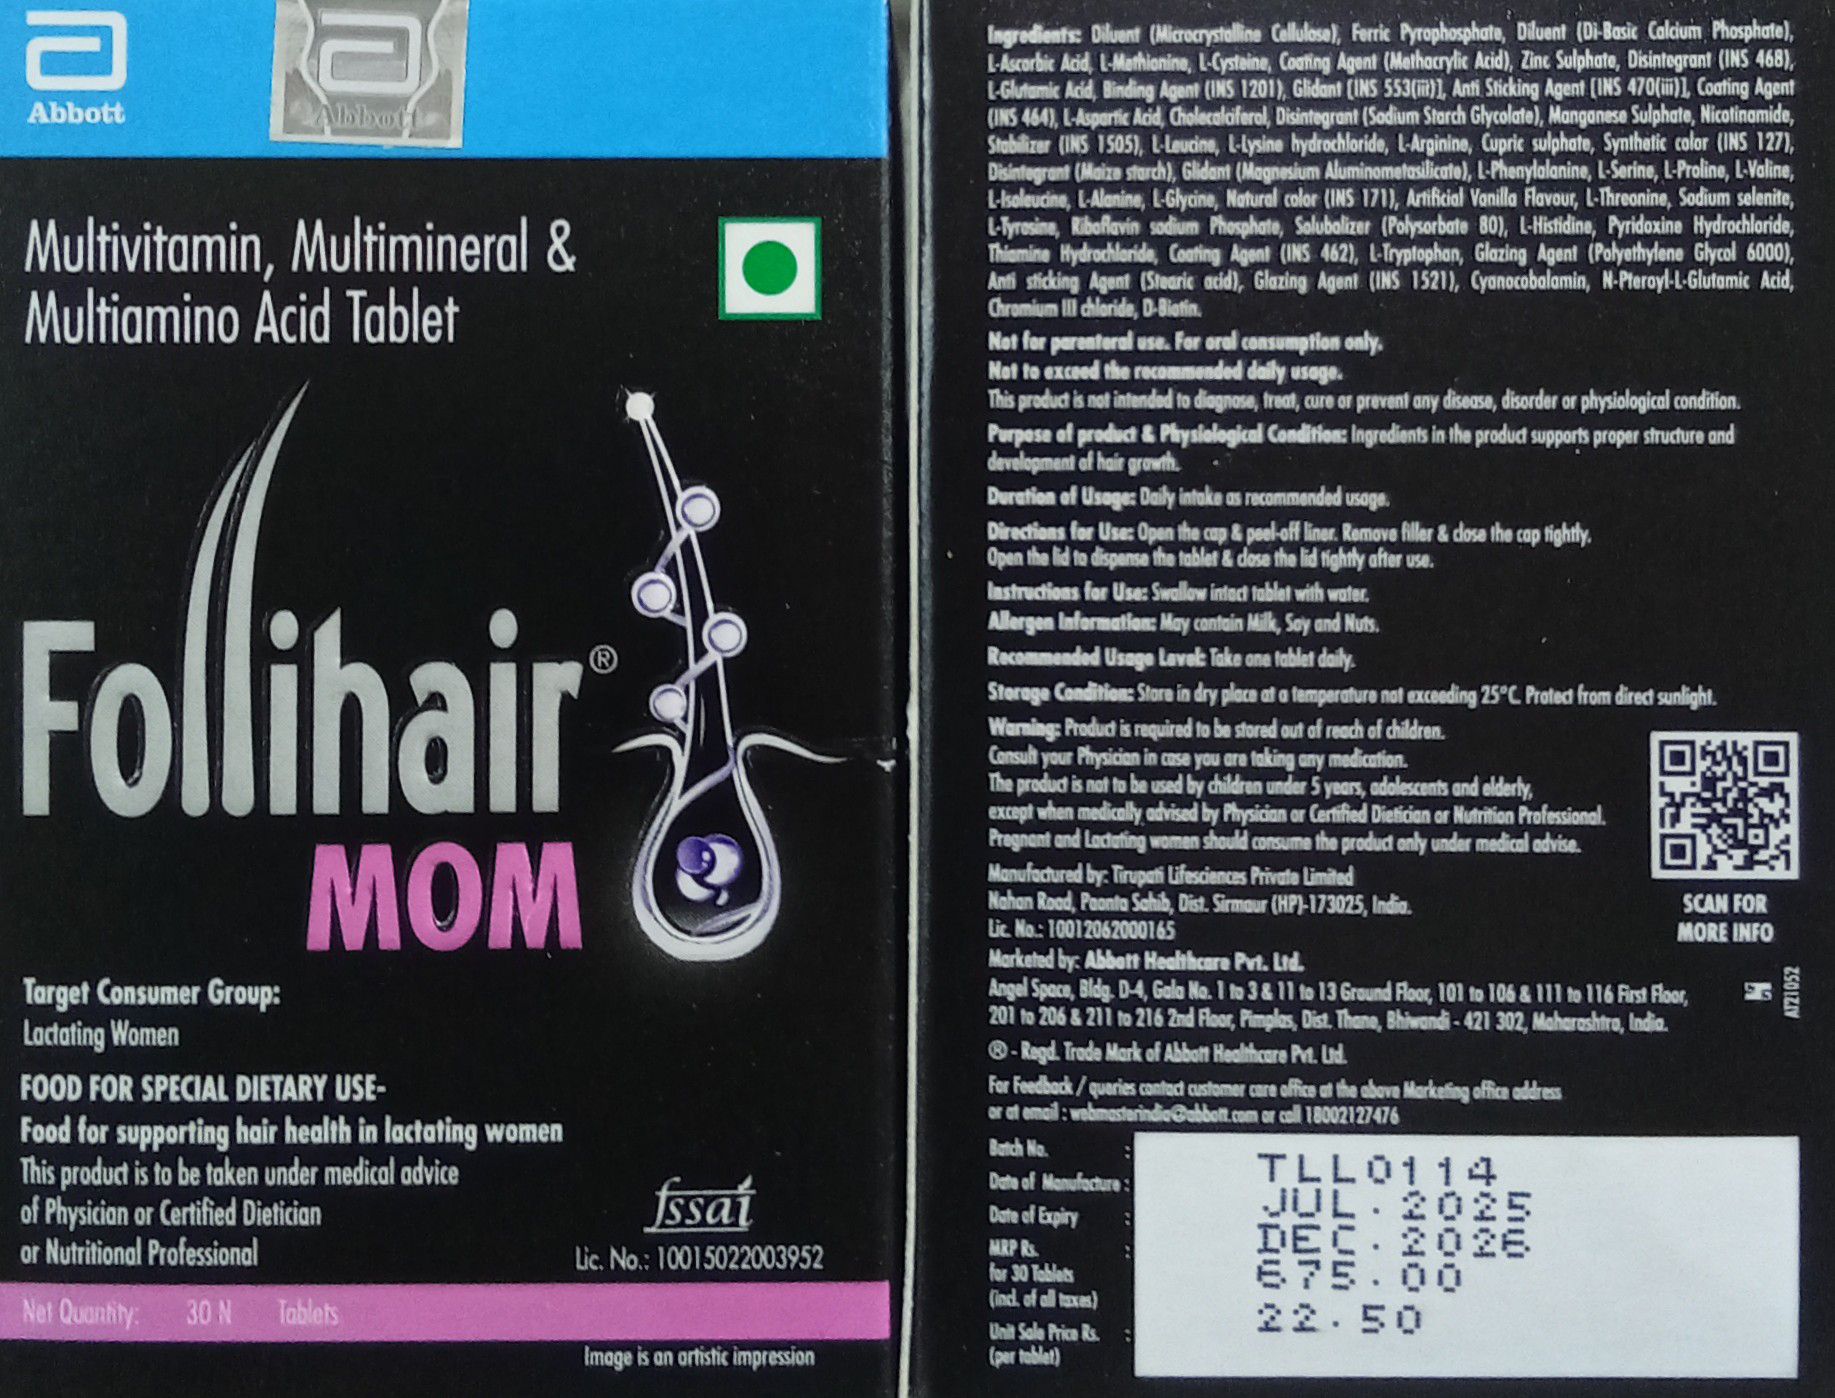 Abbott
Abbott
Multivitamin, Multimineral &
Multiamino Acid Tablet
Follihair®
MOM
Target Consumer Group:
Lactating Women
FOOD FOR SPECIAL DIETARY USE-
Food for supporting hair health in lactating women
This product is to be taken under medical advice
of Physician or Certified Dietician
or Nutritional Professional
fssai
Lic. No.: 10015022003952
Net Quantity: 30 N Tablets
Image is an artistic impression
Ingredients: Diluent (Microcrystalline Cellulose), Ferric Pyrophosphate, Diluent (Di-Basic Calcium Phosphate),
L-Ascorbic Acid, L-Methionine, L-Cysteine, Coating Agent (Methacrylic Acid), Zinc Sulphate, Disintegrant (INS 468),
L-Glutamic Acid, Binding Agent (INS 1201), Glidant [INS 553(iii)], Anti Sticking Agent [INS 470(iii)], Coating Agent
(INS 464), L-Aspartic Acid, Cholecalciferol, Disintegrant (Sodium Starch Glycolate), Manganese Sulphate, Nicotinamide,
Stabilizer (INS 1505), L-Leucine, L-Lysine hydrochloride, L-Arginine, Cupric sulphate, Synthetic color (INS 127),
Disintegrant (Maize starch), Glidant (Magnesium Aluminometasilicate), L-Phenylalanine, L-Serine, L-Proline, L-Valine,
L-Isoleucine, L-Alanine, L-Glycine, Natural color (INS 171), Artificial Vanilla Flavour, L-Threonine, Sodium selenite,
L-Tyrosine, Riboflavin sodium Phosphate, Solubalizer (Polysorbate 80), L-Histidine, Pyridoxine Hydrochloride,
Thiamine Hydrochloride, Coating Agent (INS 462), L-Tryptophan, Glazing Agent (Polyethylene Glycol 6000),
Anti sticking Agent (Stearic acid), Glazing Agent (INS 1521), Cyanocobalamin, N-Pteroyl-L-Glutamic Acid,
Chromium III chloride, D-Biotin.
Not for parenteral use. For oral consumption only.
Not to exceed the recommended daily usage.
This product is not intended to diagnose, treat, cure or prevent any disease, disorder or physiological condition.
Purpose of product & Physiological Condition: Ingredients in the product supports proper structure and
development of hair growth.
Duration of Usage: Daily intake as recommended usage.
Directions for Use: Open the cap & peel-off liner. Remove filler & close the cap tightly.
Open the lid to dispense the tablet & close the lid tightly after use.
Instructions for Use: Swallow intact tablet with water.
Allergen Information: May contain Milk, Soy and Nuts.
Recommended Usage Level: Take one tablet daily.
Storage Condition: Store in dry place at a temperature not exceeding 25°C. Protect from direct sunlight.
Warning: Product is required to be stored out of reach of children.
Consult your Physician in case you are taking any medication.
The product is not to be used by children under 5 years, adolescents and elderly,
except when medically advised by Physician or Certified Dietician or Nutrition Professional.
Pregnant and Lactating women should consume the product only under medical advise.
SCAN FOR
MORE INFO
Manufactured by: Tirupati Lifesciences Private Limited
Nahan Road, Paonta Sahib, Dist. Sirmour (HP)-173025, India.
Lic. No.: 10012062000165
Marketed by: Abbott Healthcare Pvt. Ltd.
Angel Space, Bldg. D-4, Gala No. 1 to 3 & 11 to 13 Ground Floor, 101 to 106 & 111 to 116 First Floor,
201 to 206 & 211 to 216 2nd Floor, Pimplas, Dist. Thane, Bhiwandi - 421 302, Maharashtra, India.
AT21052
® - Regd. Trade Mark of Abbott Healthcare Pvt. Ltd.
For Feedback / queries contact customer care office at the above Marketing office address
or at email : webmasterindia@abbott.com or call 18002127476
Batch No. : TLL0114
Date of Manufacture : JUL.2025
Date of Expiry : DEC.2026
MRP Rs. : 675.00
for 30 Tablets
(incl. of all taxes)
Unit Sale Price Rs. : 22.50
(per tablet)